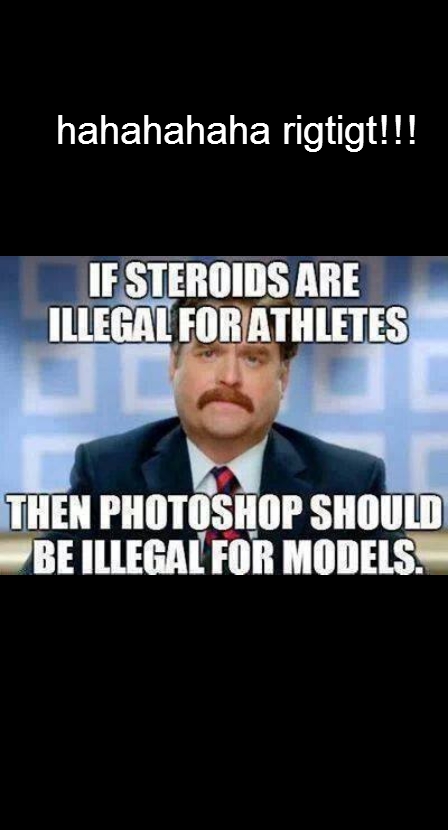 hahahahaha rigtigt!!!
IF STEROIDS ARE
ILLEGAL FOR ATHLETES
THEN PHOTOSHOP SHOULD
BE ILLEGAL FOR MODELS.